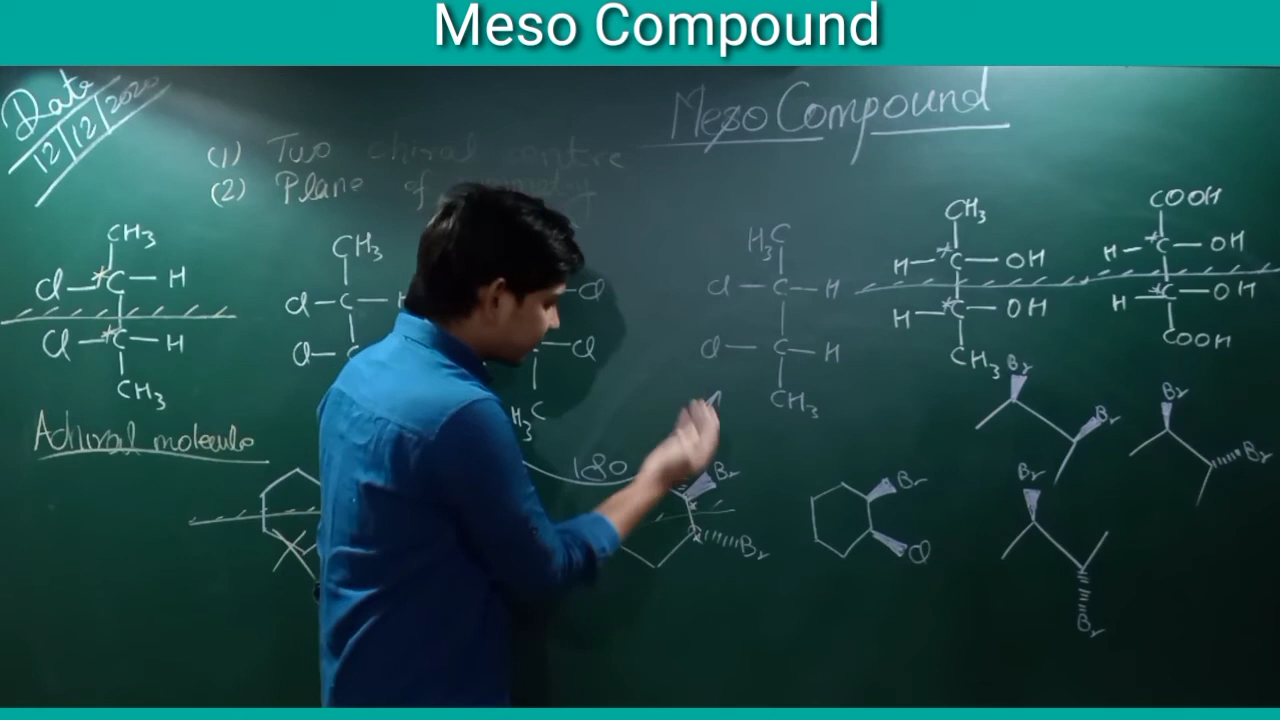 Meso Compound
Date
12/12/2020
Meso Compound
(1) Two chiral centre
(2) Plane of symmetry
CH3
Cl—*C—H
Cl—*C—H
CH3
Achiral molecule
CH3
Cl—C—H
Cl—C
Cl
Cl
H3C
180
H3C
Cl—C—H
Cl—C—H
CH3
CH3
H—*C—OH
H—*C—OH
CH3
COOH
H—*C—OH
H—*C—OH
COOH
Br
Br
Br
Cl
Br
Br
Br
Br
Br
Br